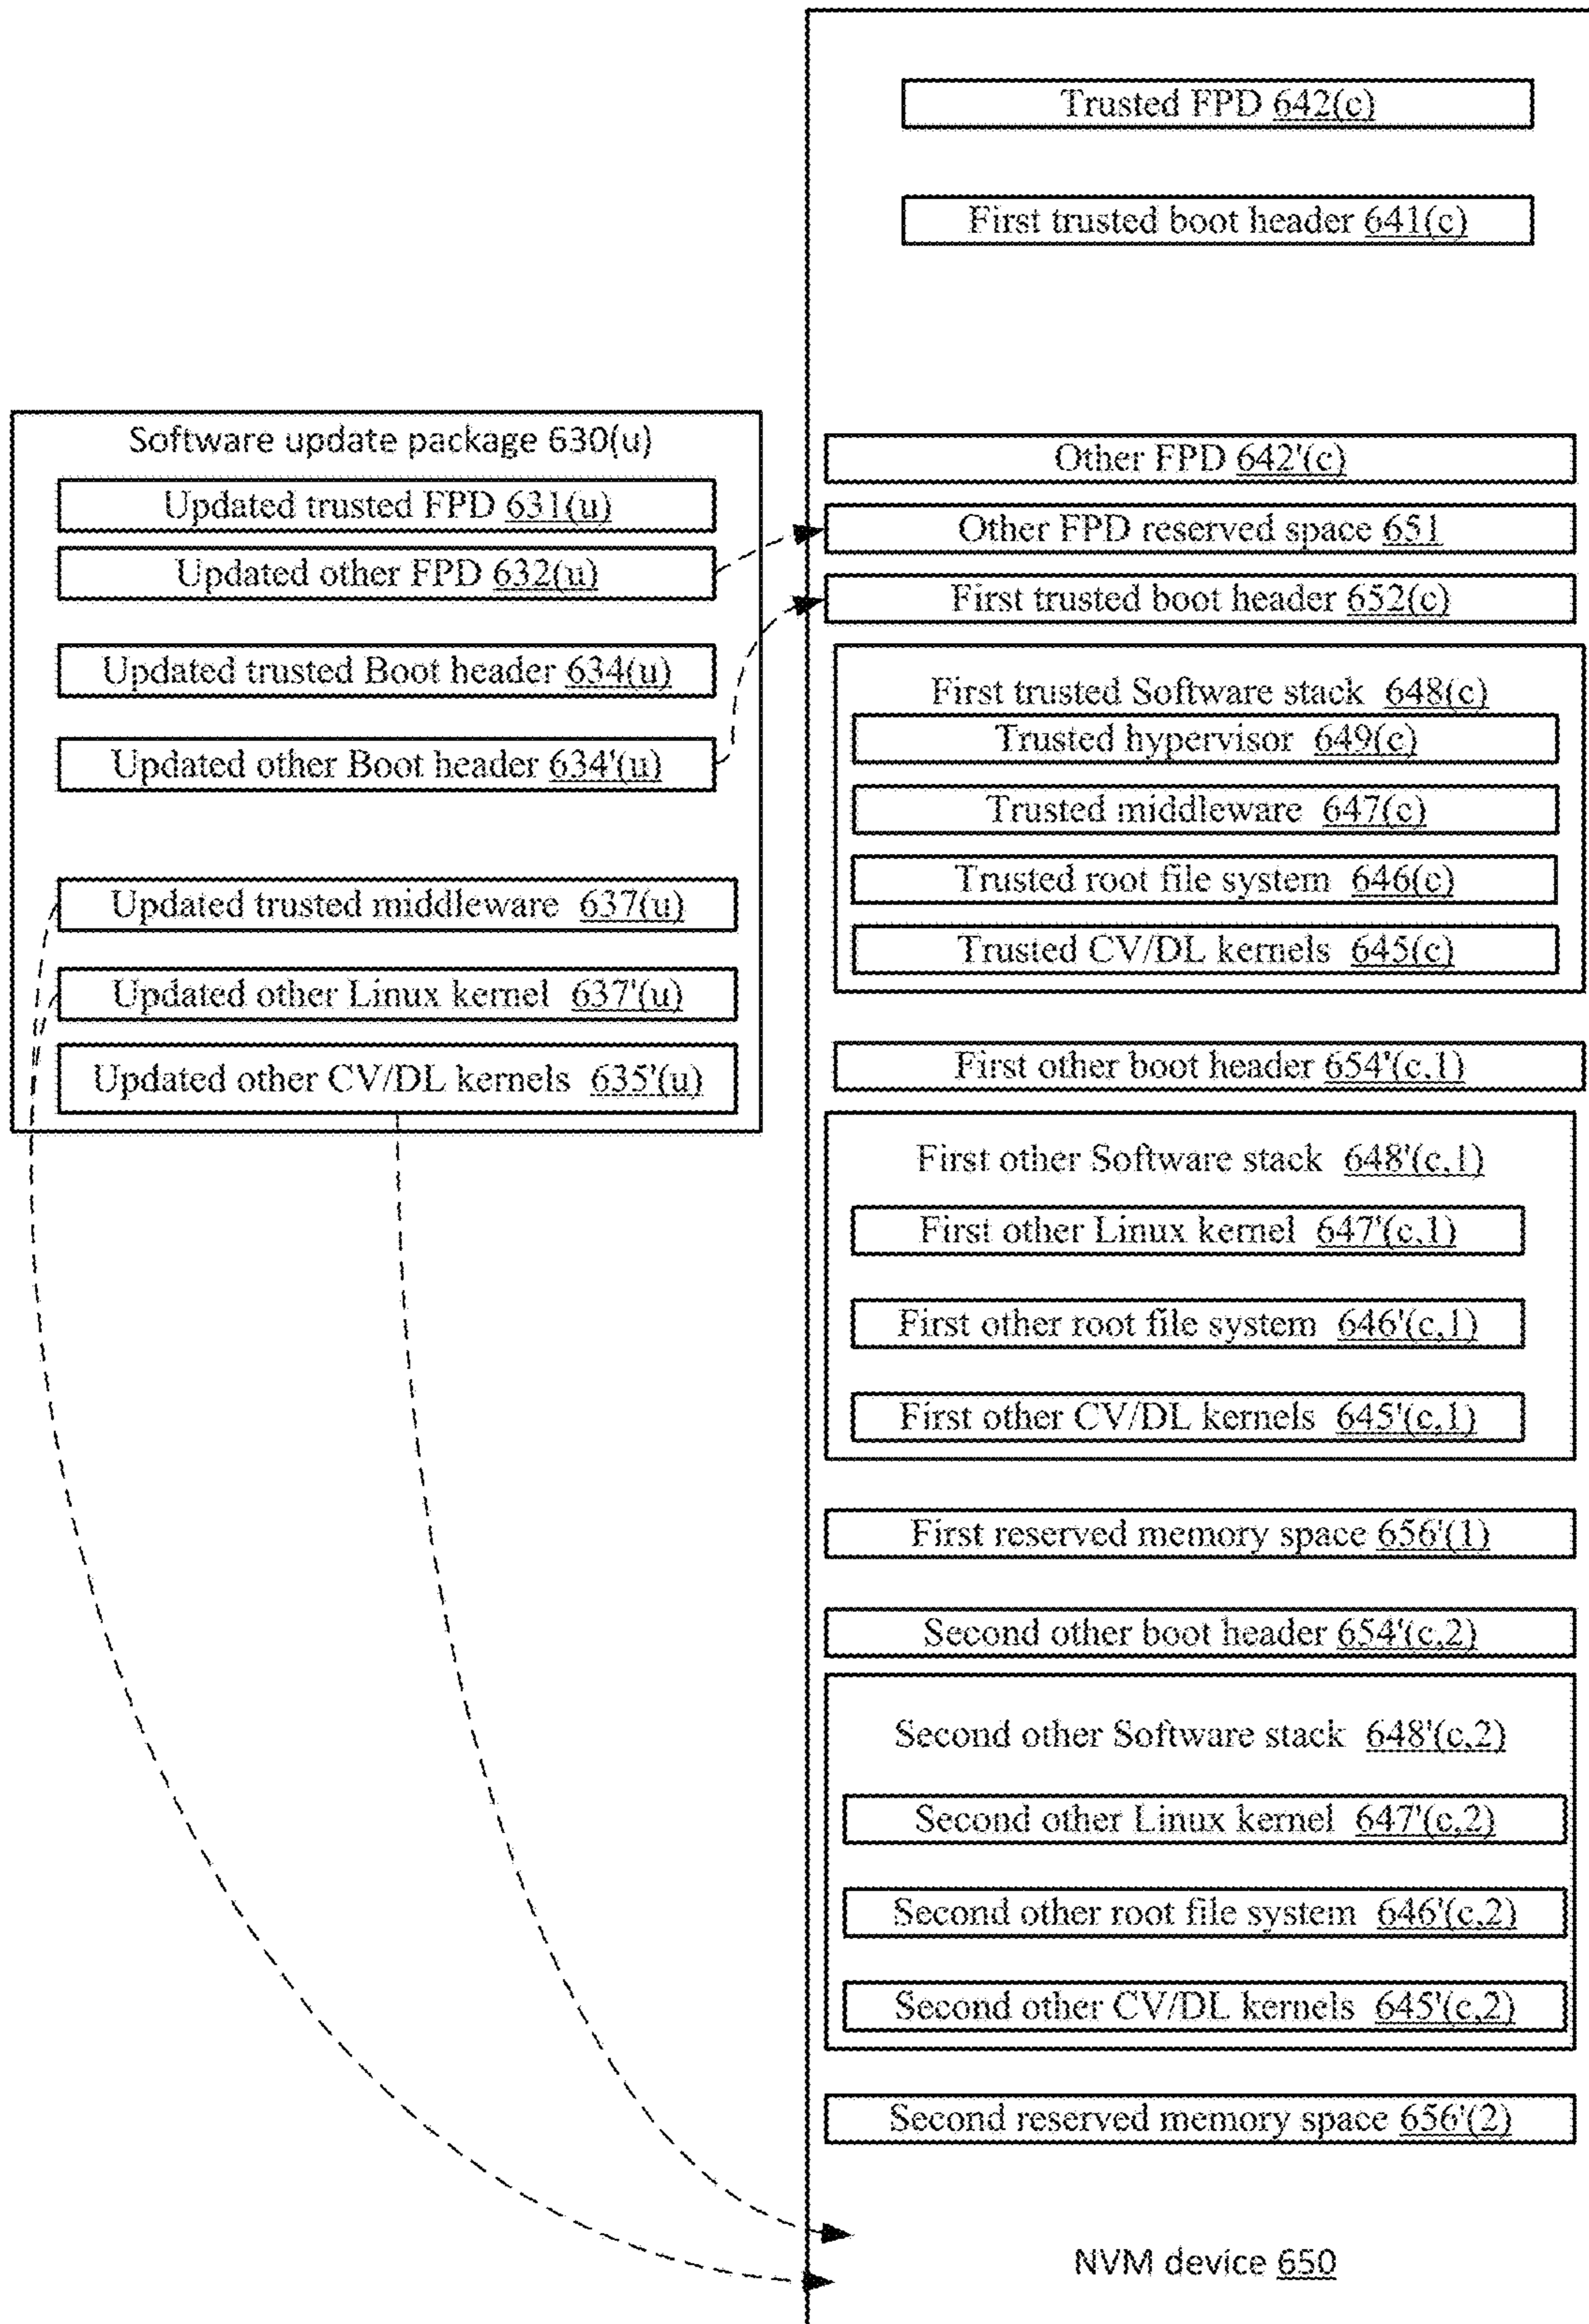 Trusted FPD 642(c)
First trusted boot header 641(c)
Software update package 630(u)
Updated trusted FPD 631(u)
Updated other FPD 632(u)
Updated trusted Boot header 634(u)
Updated other Boot header 634'(u)
Updated trusted middleware 637(u)
Updated other Linux kernel 637'(u)
Updated other CV/DL kernels 635'(u)
Other FPD 642'(c)
Other FPD reserved space 651
First trusted boot header 652(c)
First trusted Software stack 648(c)
Trusted hypervisor 649(c)
Trusted middleware 647(c)
Trusted root file system 646(c)
Trusted CV/DL kernels 645(c)
First other boot header 654'(c,1)
First other Software stack 648'(c,1)
First other Linux kernel 647'(c,1)
First other root file system 646'(c,1)
First other CV/DL kernels 645'(c,1)
First reserved memory space 656'(1)
Second other boot header 654'(c,2)
Second other Software stack 648'(c,2)
Second other Linux kernel 647'(c,2)
Second other root file system 646'(c,2)
Second other CV/DL kernels 645'(c,2)
Second reserved memory space 656'(2)
NVM device 650